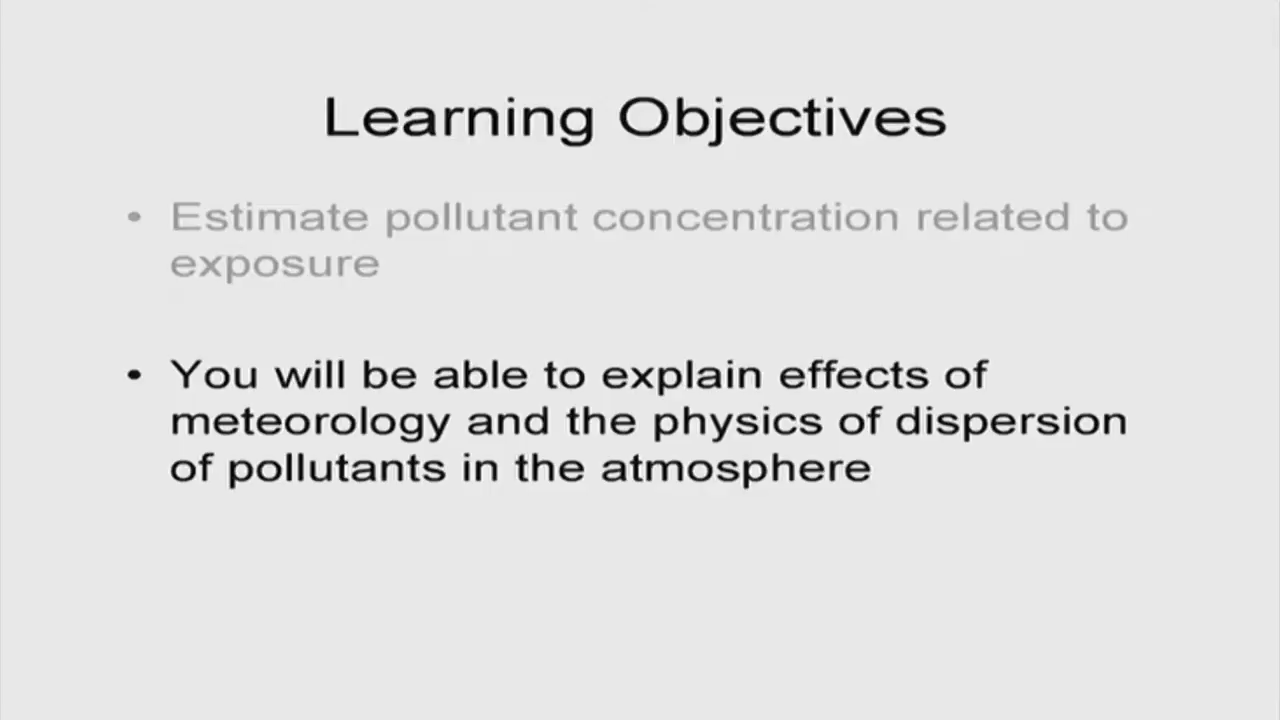 Learning Objectives
• Estimate pollutant concentration related to
exposure
• You will be able to explain effects of
meteorology and the physics of dispersion
of pollutants in the atmosphere